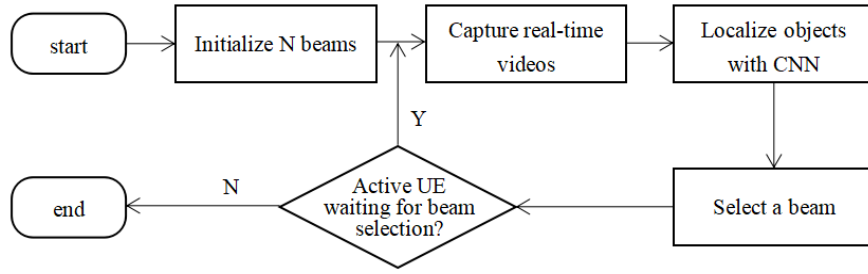 start
Initialize N beams
Capture real-time
videos
Localize objects
with CNN
Y
N
Active UE
waiting for beam
selection?
Select a beam
end